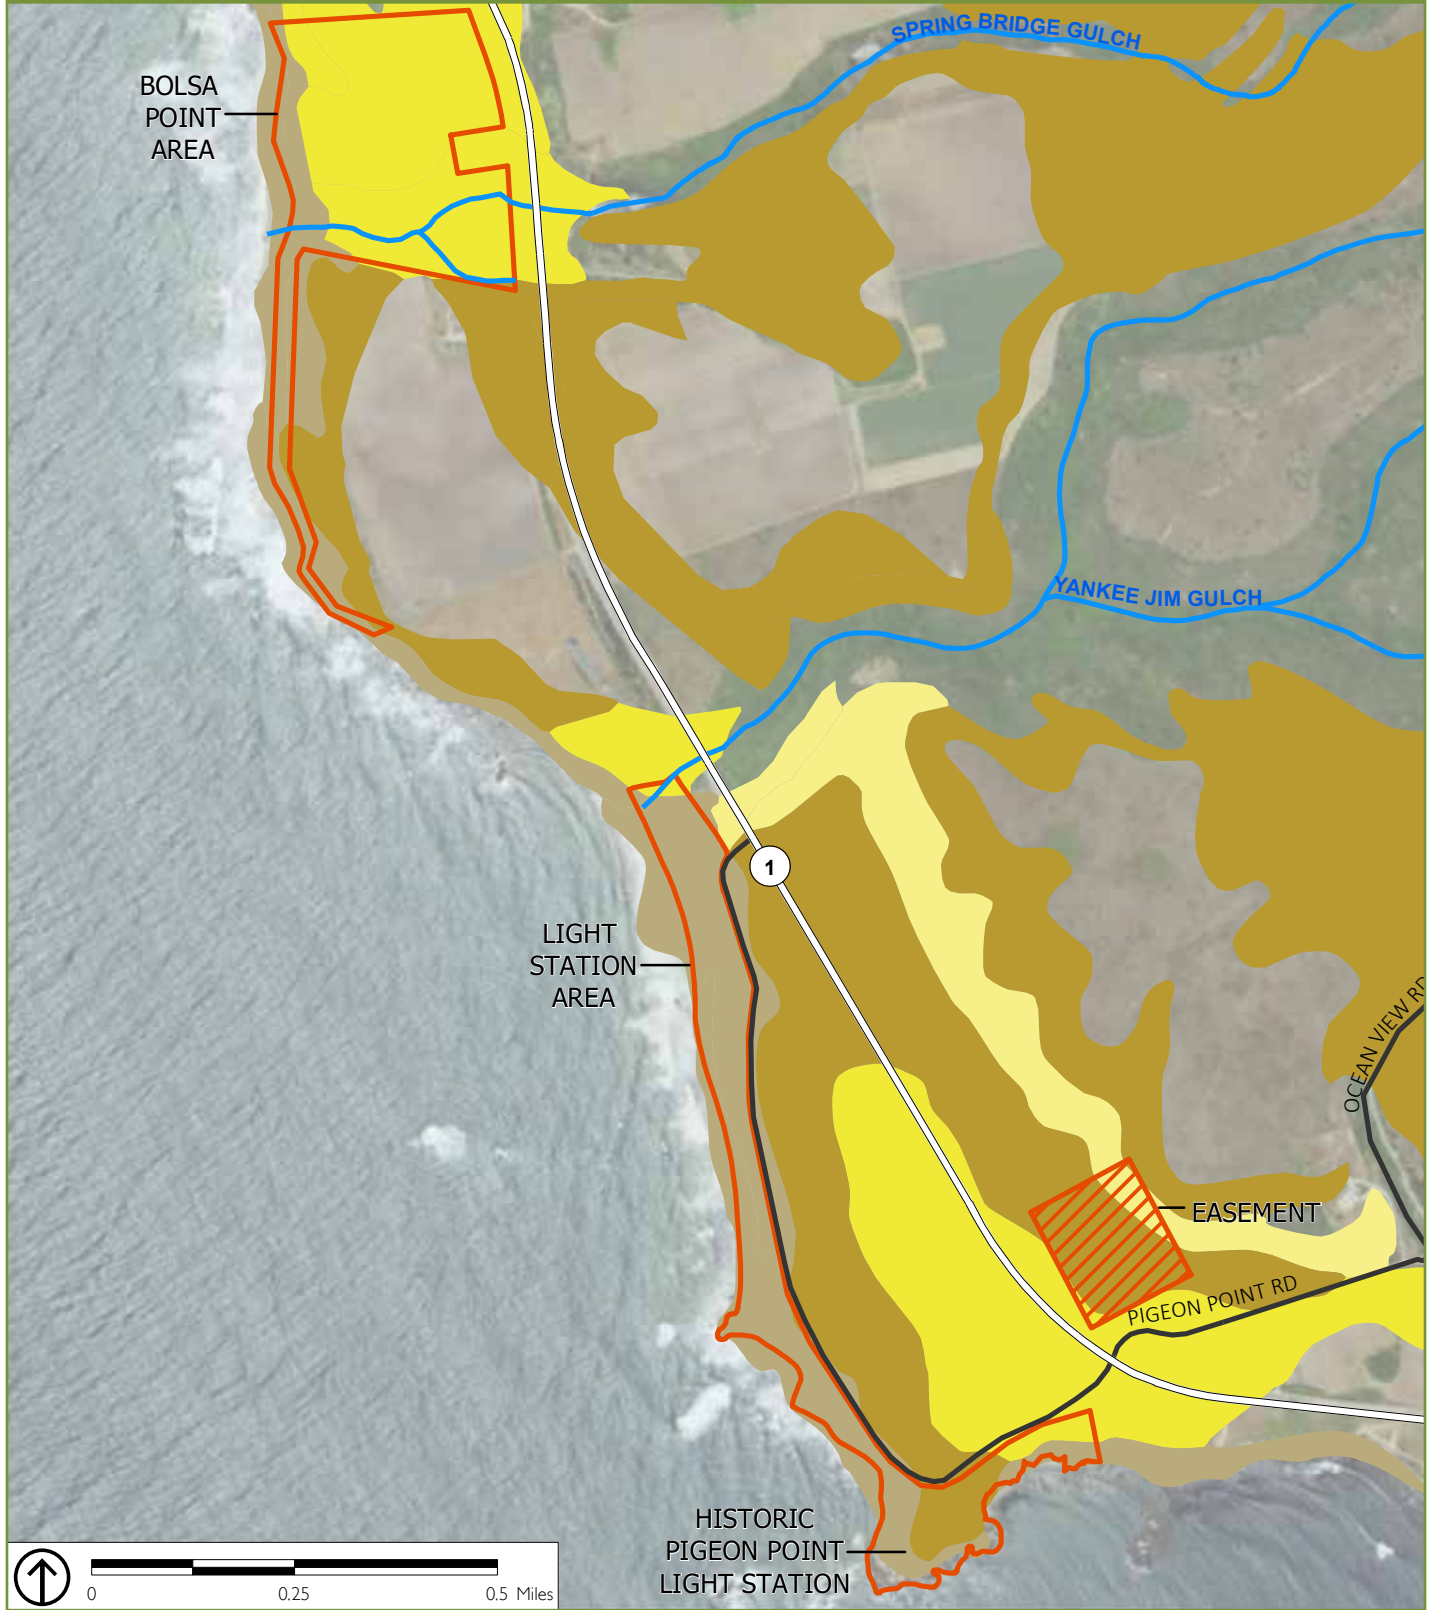 SPRING BRIDGE GULCH
BOLSA
POINT
AREA
YANKEE JIM GULCH
1
LIGHT
STATION
AREA
OCEAN VIEW RD
EASEMENT
PIGEON POINT RD
HISTORIC
PIGEON POINT
LIGHT STATION
0 0.25 0.5 Miles